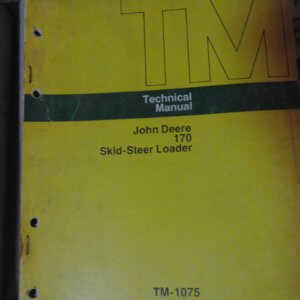 TM
Technical
Manual
John Deere
170
Skid-Steer Loader
TM-1075